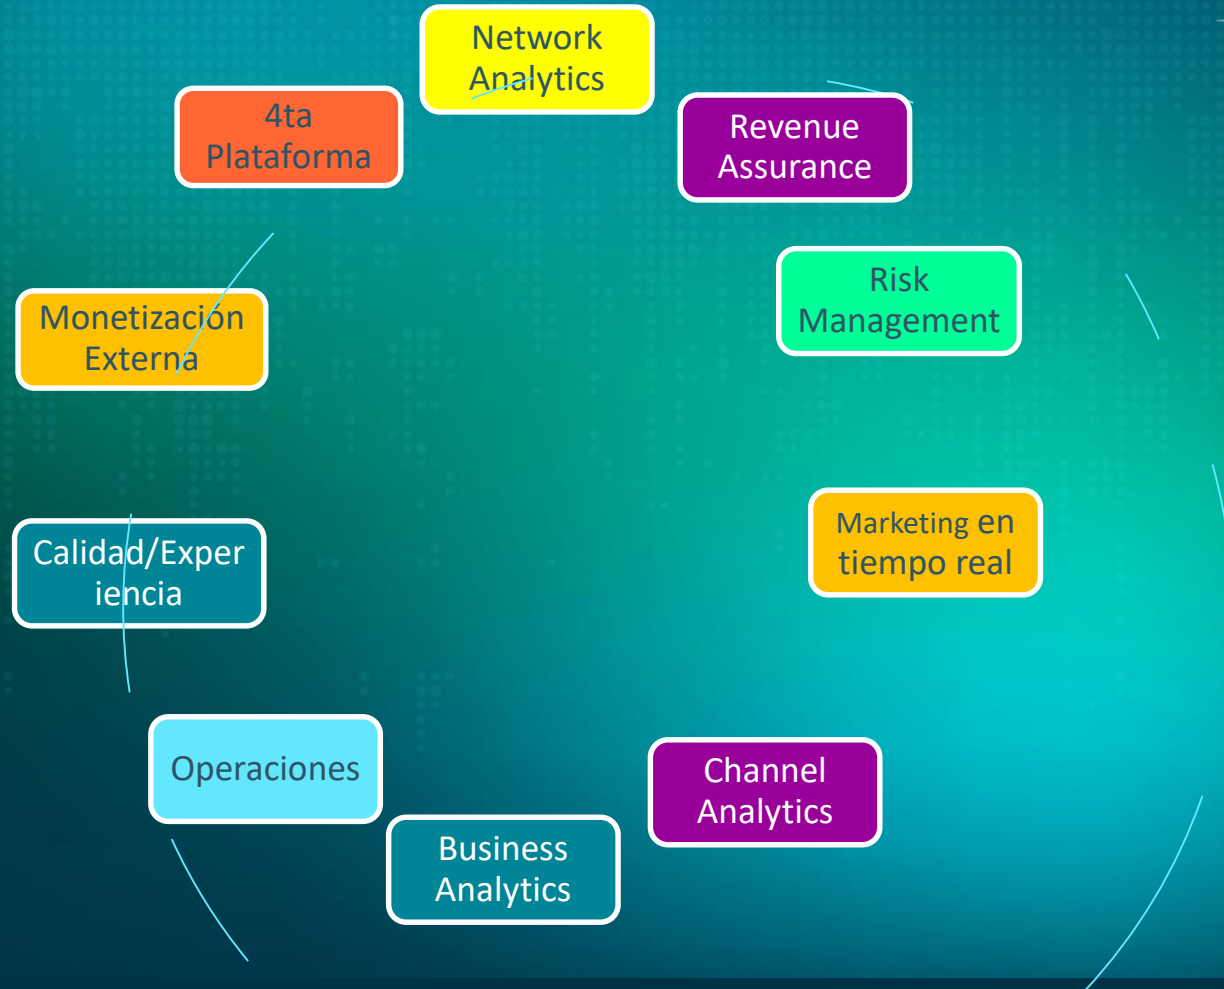 Network
Analytics
Revenue
Assurance
Risk
Management
Marketing en
tiempo real
Channel
Analytics
Business
Analytics
Operaciones
Calidad/Exper
iencia
Monetización
Externa
4ta
Plataforma